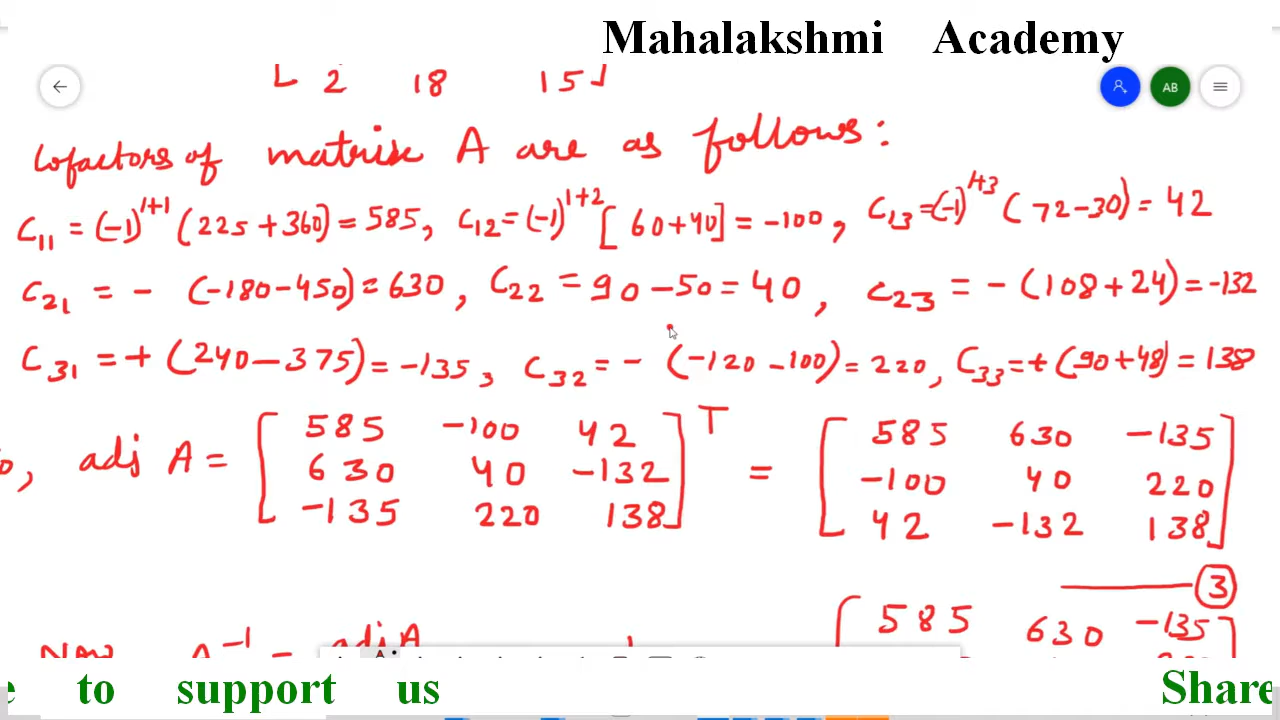 Mahalakshmi Academy
[ 2 18 15 ]
AB
Cofactors of matrix A are as follows:
C₁₁ = (-1)¹⁺¹ (225 + 360) = 585, C₁₂ = (-1)¹⁺² [60 + 40] = -100, C₁₃ = (-1)¹⁺³ (72 - 30) = 42
C₂₁ = - (-180 - 450) = 630, C₂₂ = 90 - 50 = 40, C₂₃ = - (108 + 24) = -132
C₃₁ = + (240 - 375) = -135, C₃₂ = - (-120 - 100) = 220, C₃₃ = + (90 + 48) = 138
adj A = [ 585 -100 42 ]ᵀ = [ 585 630 -135 ]
630 40 -132 -100 40 220
-135 220 138 42 -132 138
3
Now A⁻¹ = adj A
585 630 -135
to support us Share